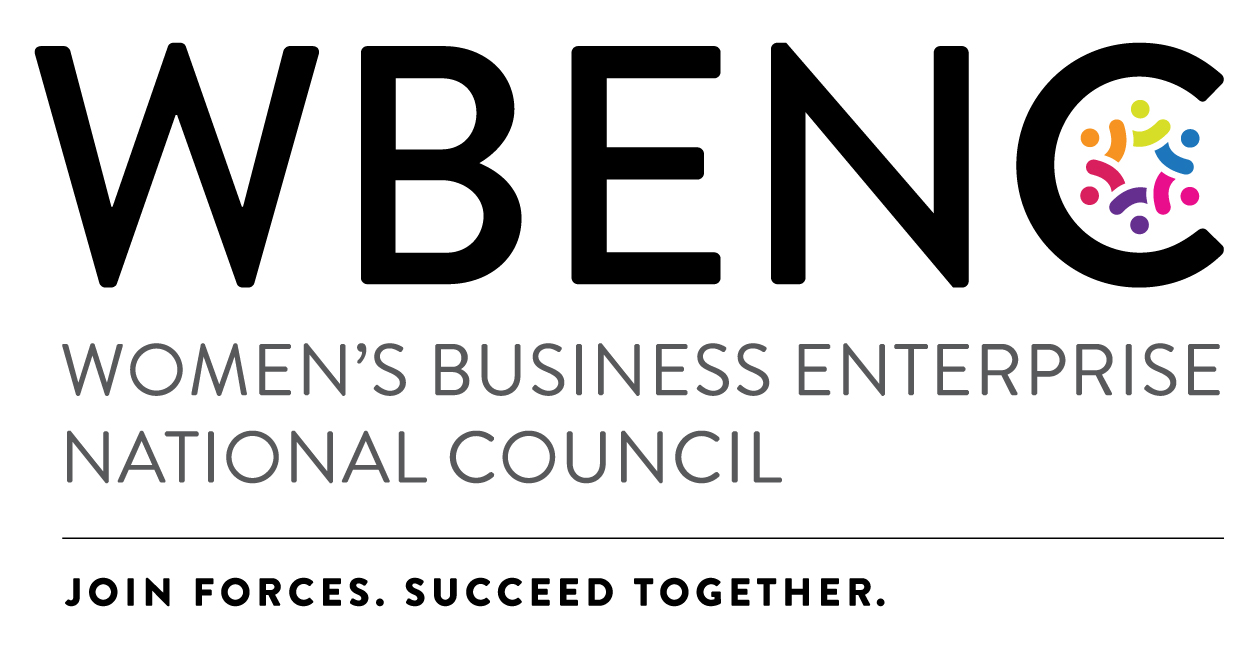 WBENC
WOMEN’S BUSINESS ENTERPRISE
NATIONAL COUNCIL
JOIN FORCES. SUCCEED TOGETHER.